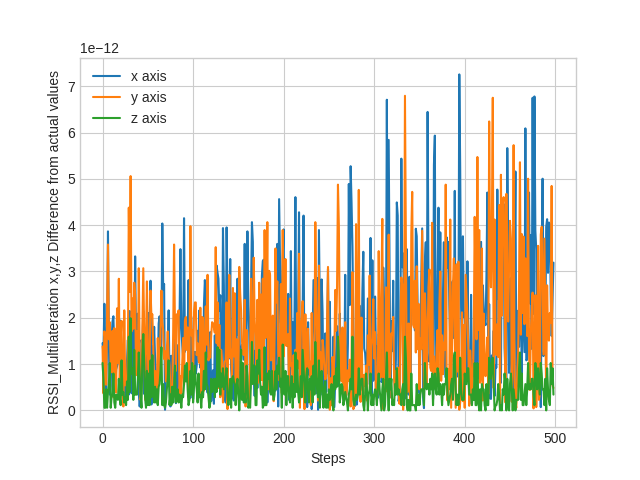 1e−12
RSSI_Multilateration x,y,z Difference from actual values
7
6
5
4
3
2
1
0
x axis
y axis
z axis
0 100 200 300 400 500
Steps